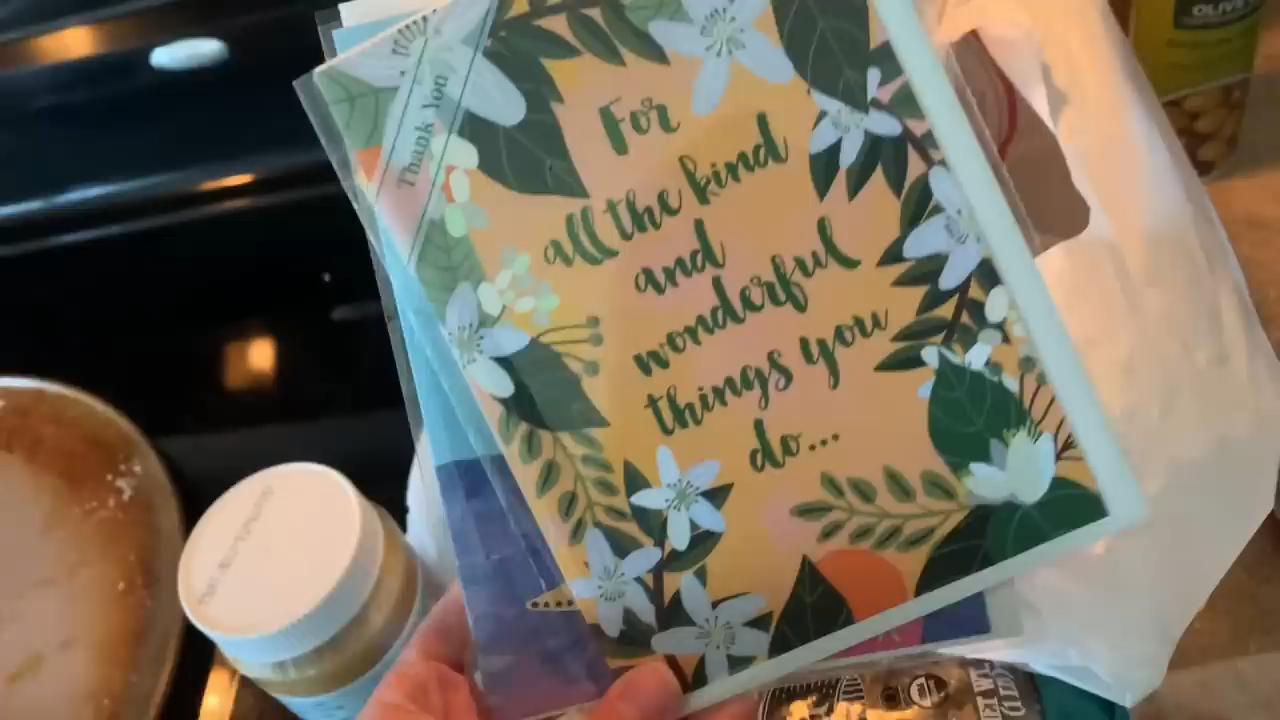 Thank You
For
all the kind
and
wonderful
things you
do...
OLIVE